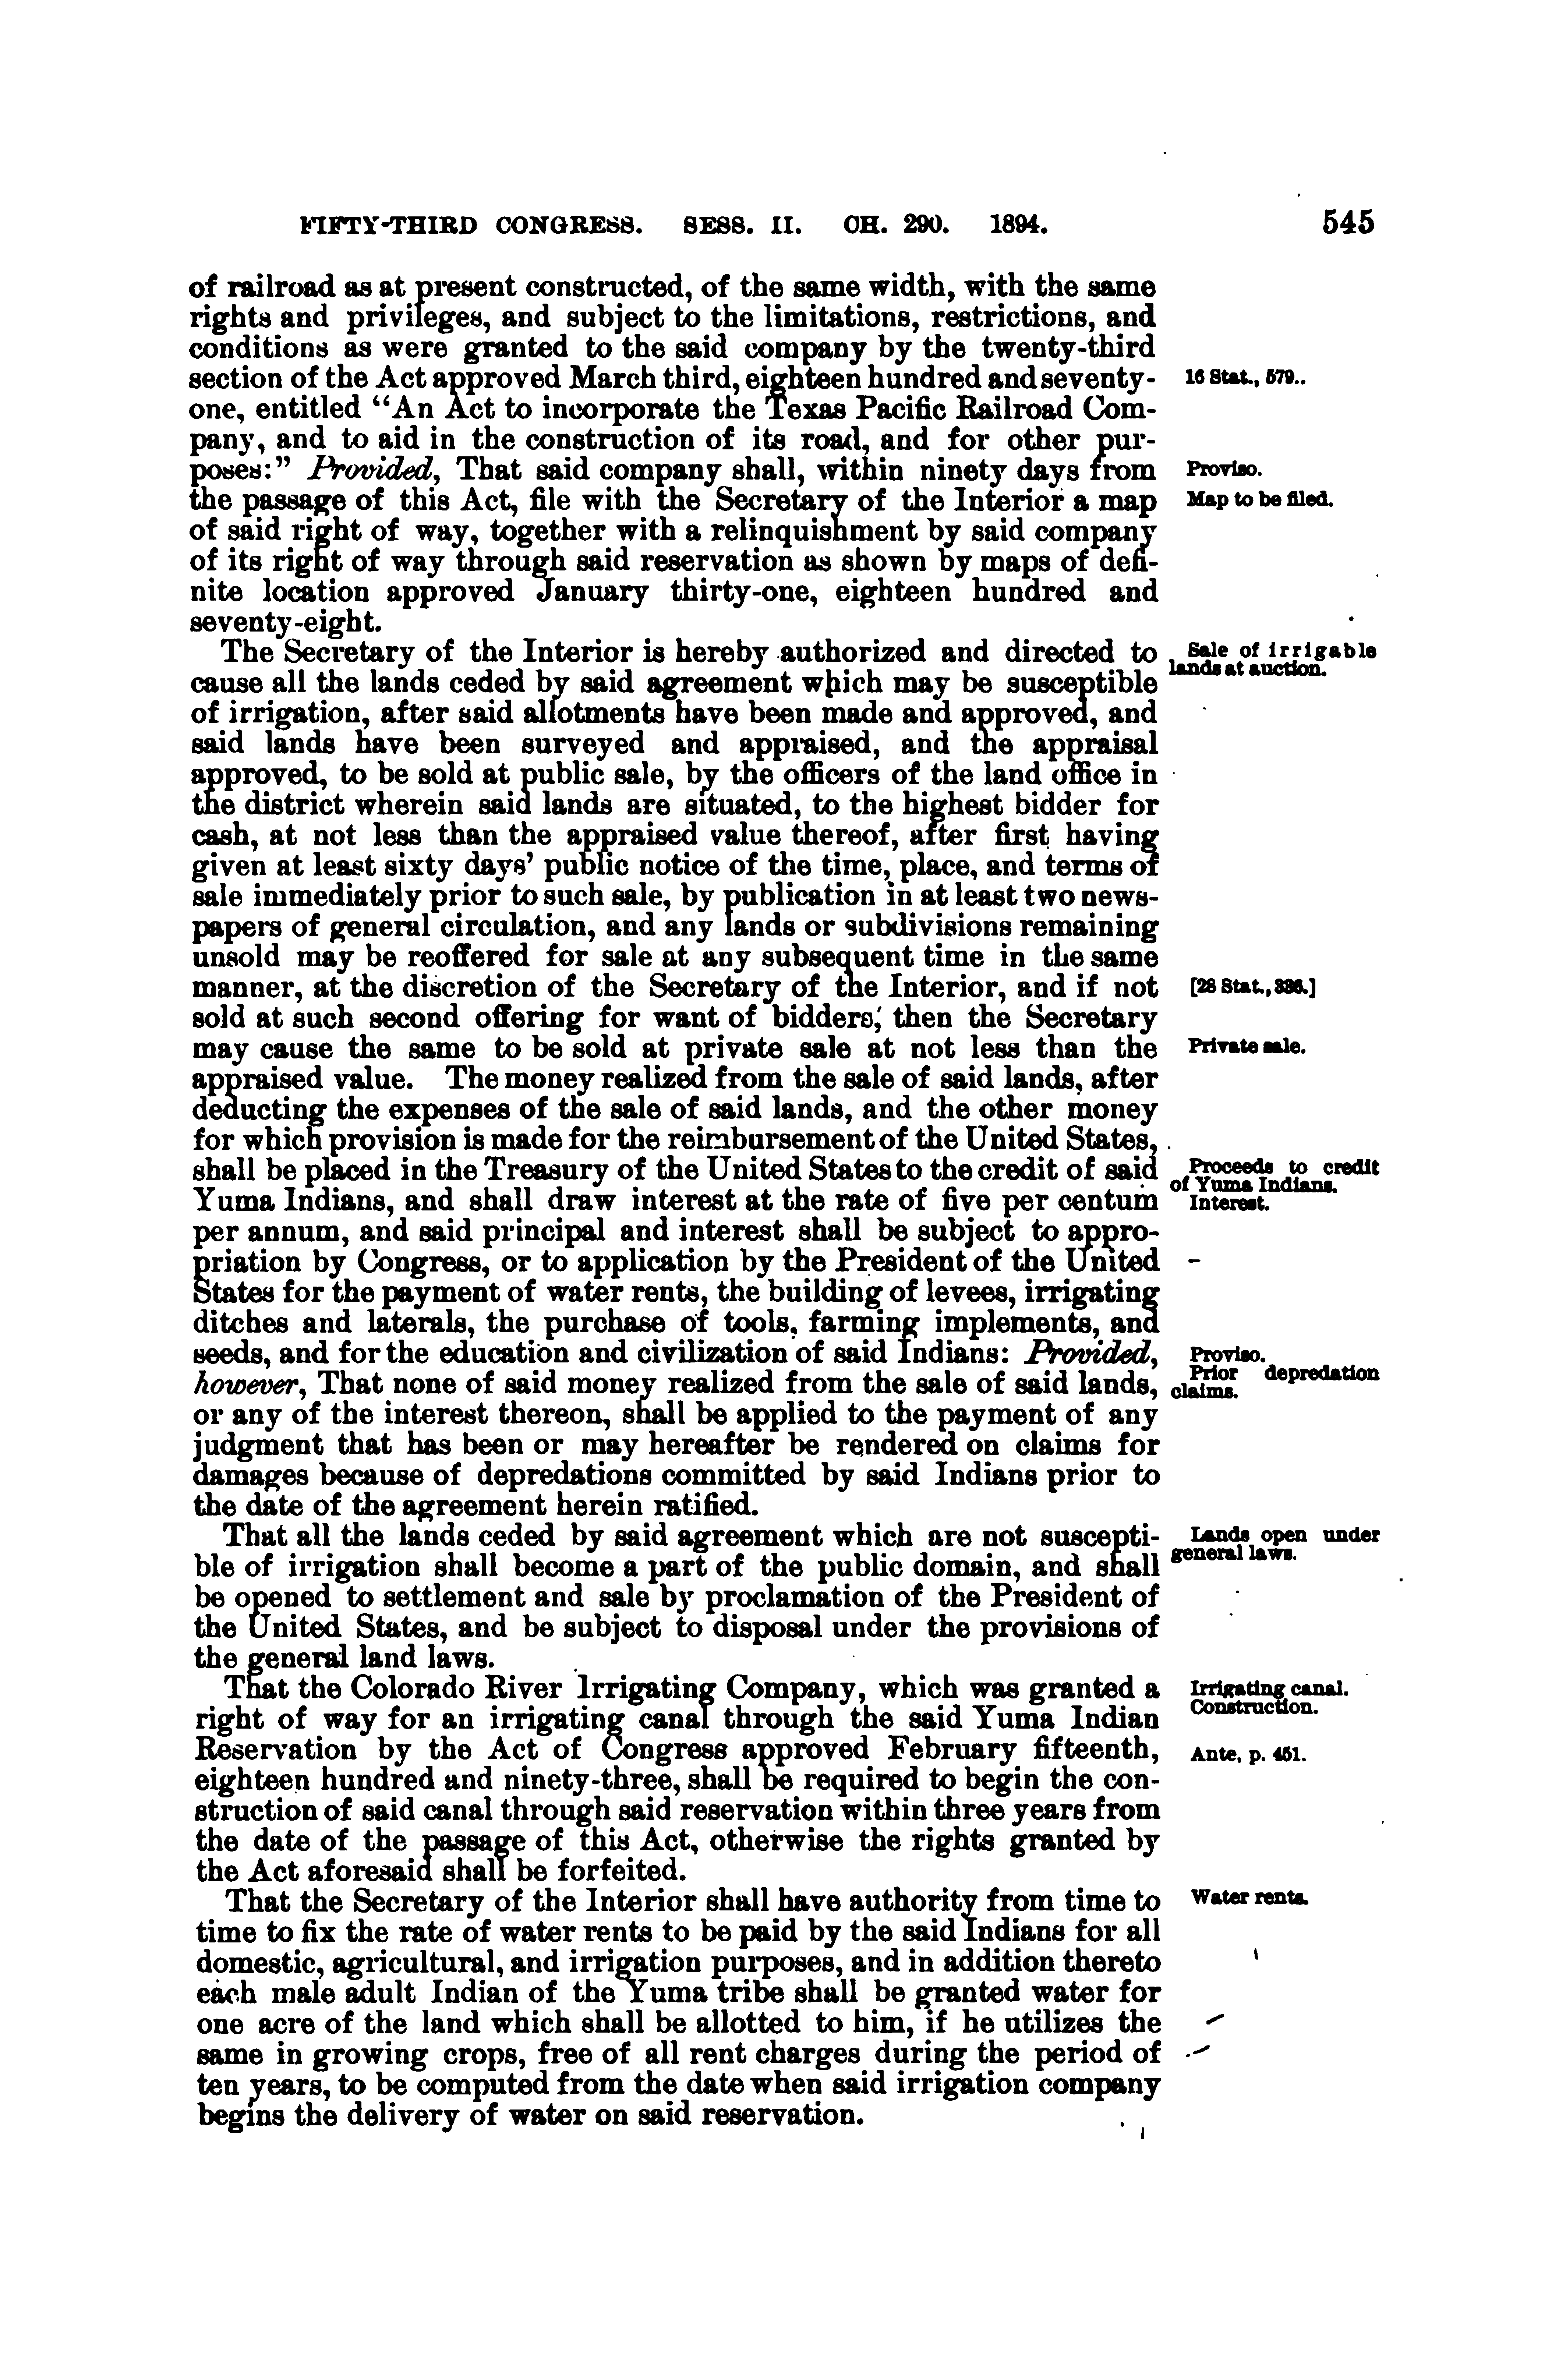 FIFTY-THIRD CONGRESS. SESS. II. CH. 290. 1894. 545
of railroad as at present constructed, of the same width, with the same
rights and privileges, and subject to the limitations, restrictions, and
conditions as were granted to the said company by the twenty-third
section of the Act approved March third, eighteen hundred and seventy-
16 Stat., 579..
one, entitled “An Act to incorporate the Texas Pacific Railroad Com-
pany, and to aid in the construction of its road, and for other pur-
poses:” Provided, That said company shall, within ninety days from
Proviso.
the passage of this Act, file with the Secretary of the Interior a map
Map to be filed.
of said right of way, together with a relinquishment by said company
of its right of way through said reservation as shown by maps of defi-
nite location approved January thirty-one, eighteen hundred and
seventy-eight.
The Secretary of the Interior is hereby authorized and directed to
Sale of irrigable
lands at auction.
cause all the lands ceded by said agreement which may be susceptible
of irrigation, after said allotments have been made and approved, and
said lands have been surveyed and appraised, and the appraisal
approved, to be sold at public sale, by the officers of the land office in
the district wherein said lands are situated, to the highest bidder for
cash, at not less than the appraised value thereof, after first having
given at least sixty days’ public notice of the time, place, and terms of
sale immediately prior to such sale, by publication in at least two news-
papers of general circulation, and any lands or subdivisions remaining
unsold may be reoffered for sale at any subsequent time in the same
manner, at the discretion of the Secretary of the Interior, and if not
[28 Stat., 336.]
sold at such second offering for want of bidders, then the Secretary
may cause the same to be sold at private sale at not less than the
Private sale.
appraised value. The money realized from the sale of said lands, after
deducting the expenses of the sale of said lands, and the other money
for which provision is made for the reimbursement of the United States,
shall be placed in the Treasury of the United States to the credit of said
Proceeds to credit
of Yuma Indians.
Yuma Indians, and shall draw interest at the rate of five per centum
Interest.
per annum, and said principal and interest shall be subject to appro-
priation by Congress, or to application by the President of the United
States for the payment of water rents, the building of levees, irrigating
ditches and laterals, the purchase of tools, farming implements, and
seeds, and for the education and civilization of said Indians: Provided,
Proviso.
however, That none of said money realized from the sale of said lands,
Prior depredation
claims.
or any of the interest thereon, shall be applied to the payment of any
judgment that has been or may hereafter be rendered on claims for
damages because of depredations committed by said Indians prior to
the date of the agreement herein ratified.
That all the lands ceded by said agreement which are not suscepti-
Lands open under
general laws.
ble of irrigation shall become a part of the public domain, and shall
be opened to settlement and sale by proclamation of the President of
the United States, and be subject to disposal under the provisions of
the general land laws.
That the Colorado River Irrigating Company, which was granted a
Irrigating canal.
Construction.
right of way for an irrigating canal through the said Yuma Indian
Reservation by the Act of Congress approved February fifteenth,
Ante, p. 451.
eighteen hundred and ninety-three, shall be required to begin the con-
struction of said canal through said reservation within three years from
the date of the passage of this Act, otherwise the rights granted by
the Act aforesaid shall be forfeited.
That the Secretary of the Interior shall have authority from time to
Water rents.
time to fix the rate of water rents to be paid by the said Indians for all
domestic, agricultural, and irrigation purposes, and in addition thereto
each male adult Indian of the Yuma tribe shall be granted water for
one acre of the land which shall be allotted to him, if he utilizes the
same in growing crops, free of all rent charges during the period of
ten years, to be computed from the date when said irrigation company
begins the delivery of water on said reservation.